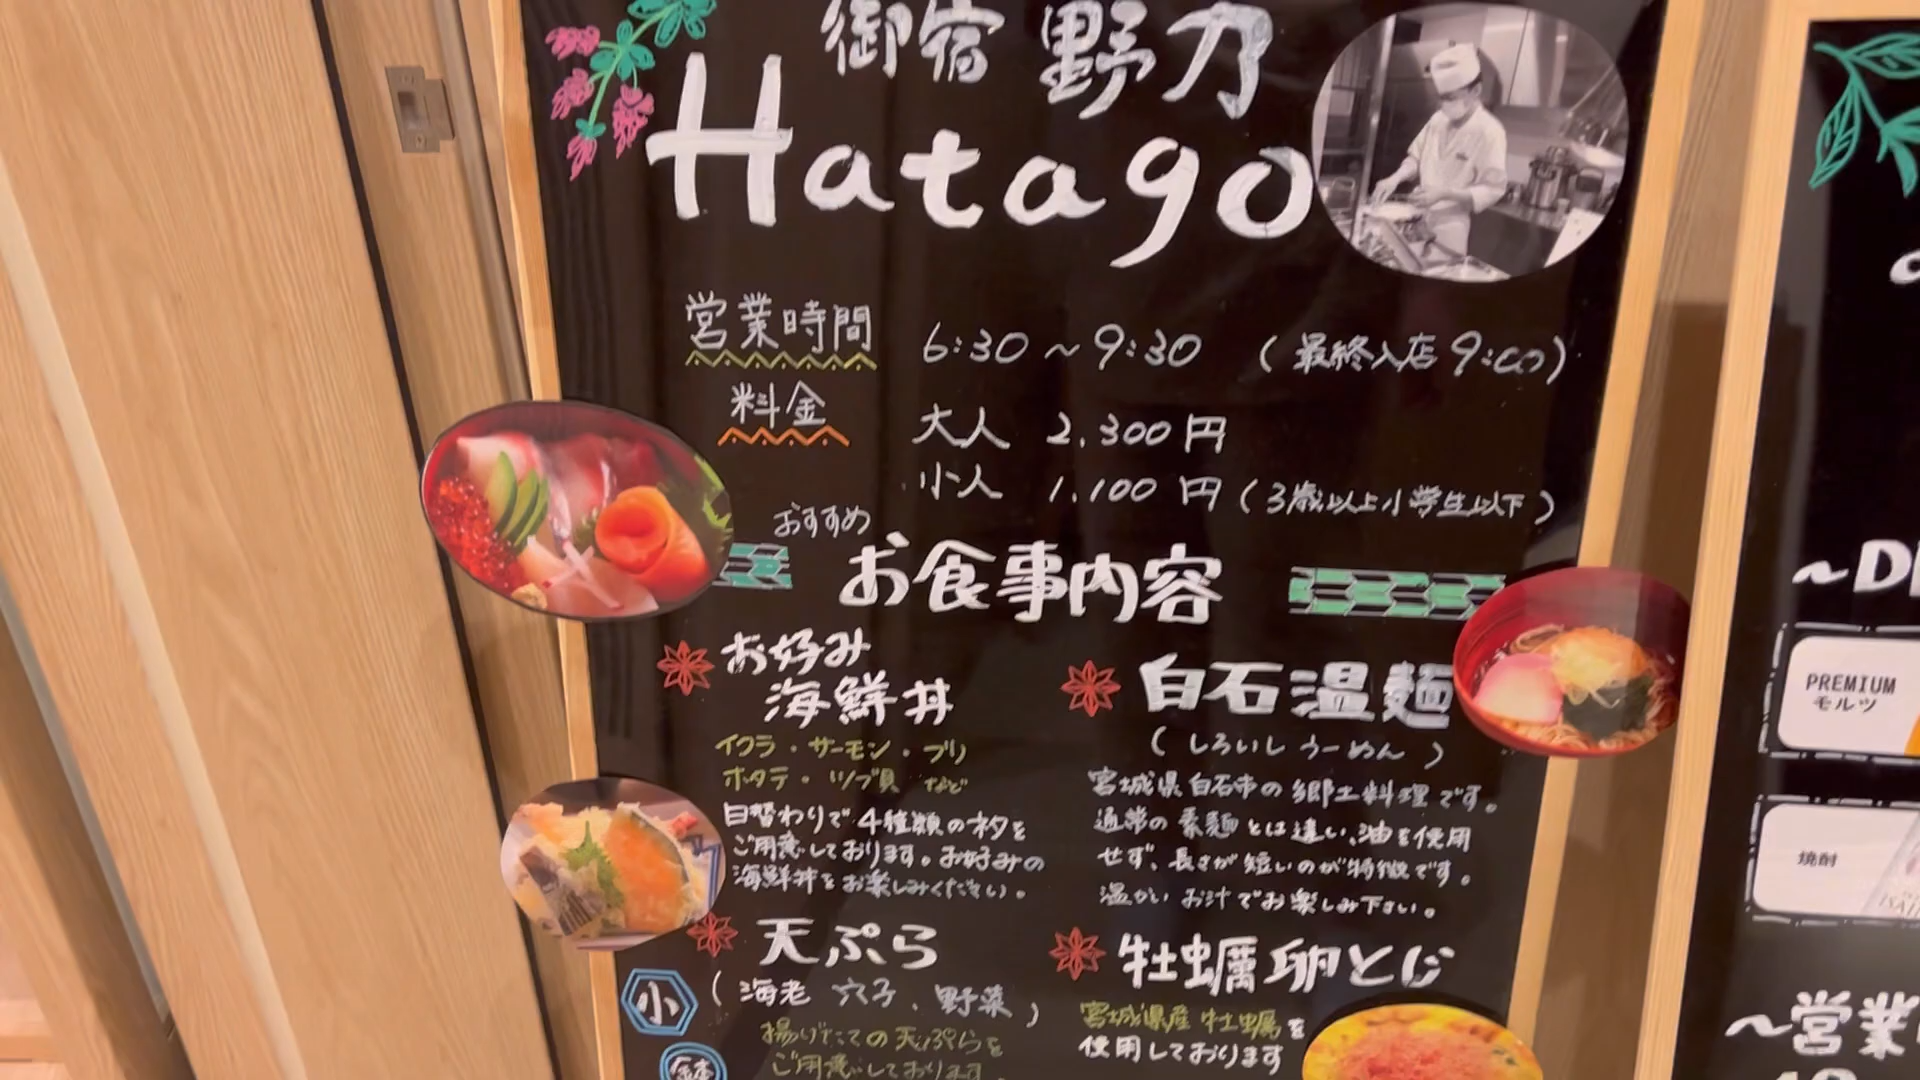 御宿 野乃
Hatago
営業時間 6:30～9:30 (最終入店 9:00)
料金
大人 2.300円
小人 1.100円 (3歳以上小学生以下)
おすすめ
お食事内容
お好み
海鮮丼
イクラ・サーモン・ブリ
ホタテ・ツブ貝 など
日替わりで4種類のネタを
ご用意しております。お好みの
海鮮丼をお楽しみください。
白石温麺
(しろいしうーめん)
宮城県白石市の郷土料理です。
通常の素麺とは違い、油を使用
せず、長さが短いのが特徴です。
温かいお汁でお楽しみ下さい。
天ぷら
小 (海老 穴子、野菜)
揚げたての天ぷらを
ご用意しております。
牡蠣卵とじ
宮城県産牡蠣を
使用しております
PREMIUM
モルツ
焼酎
～営業